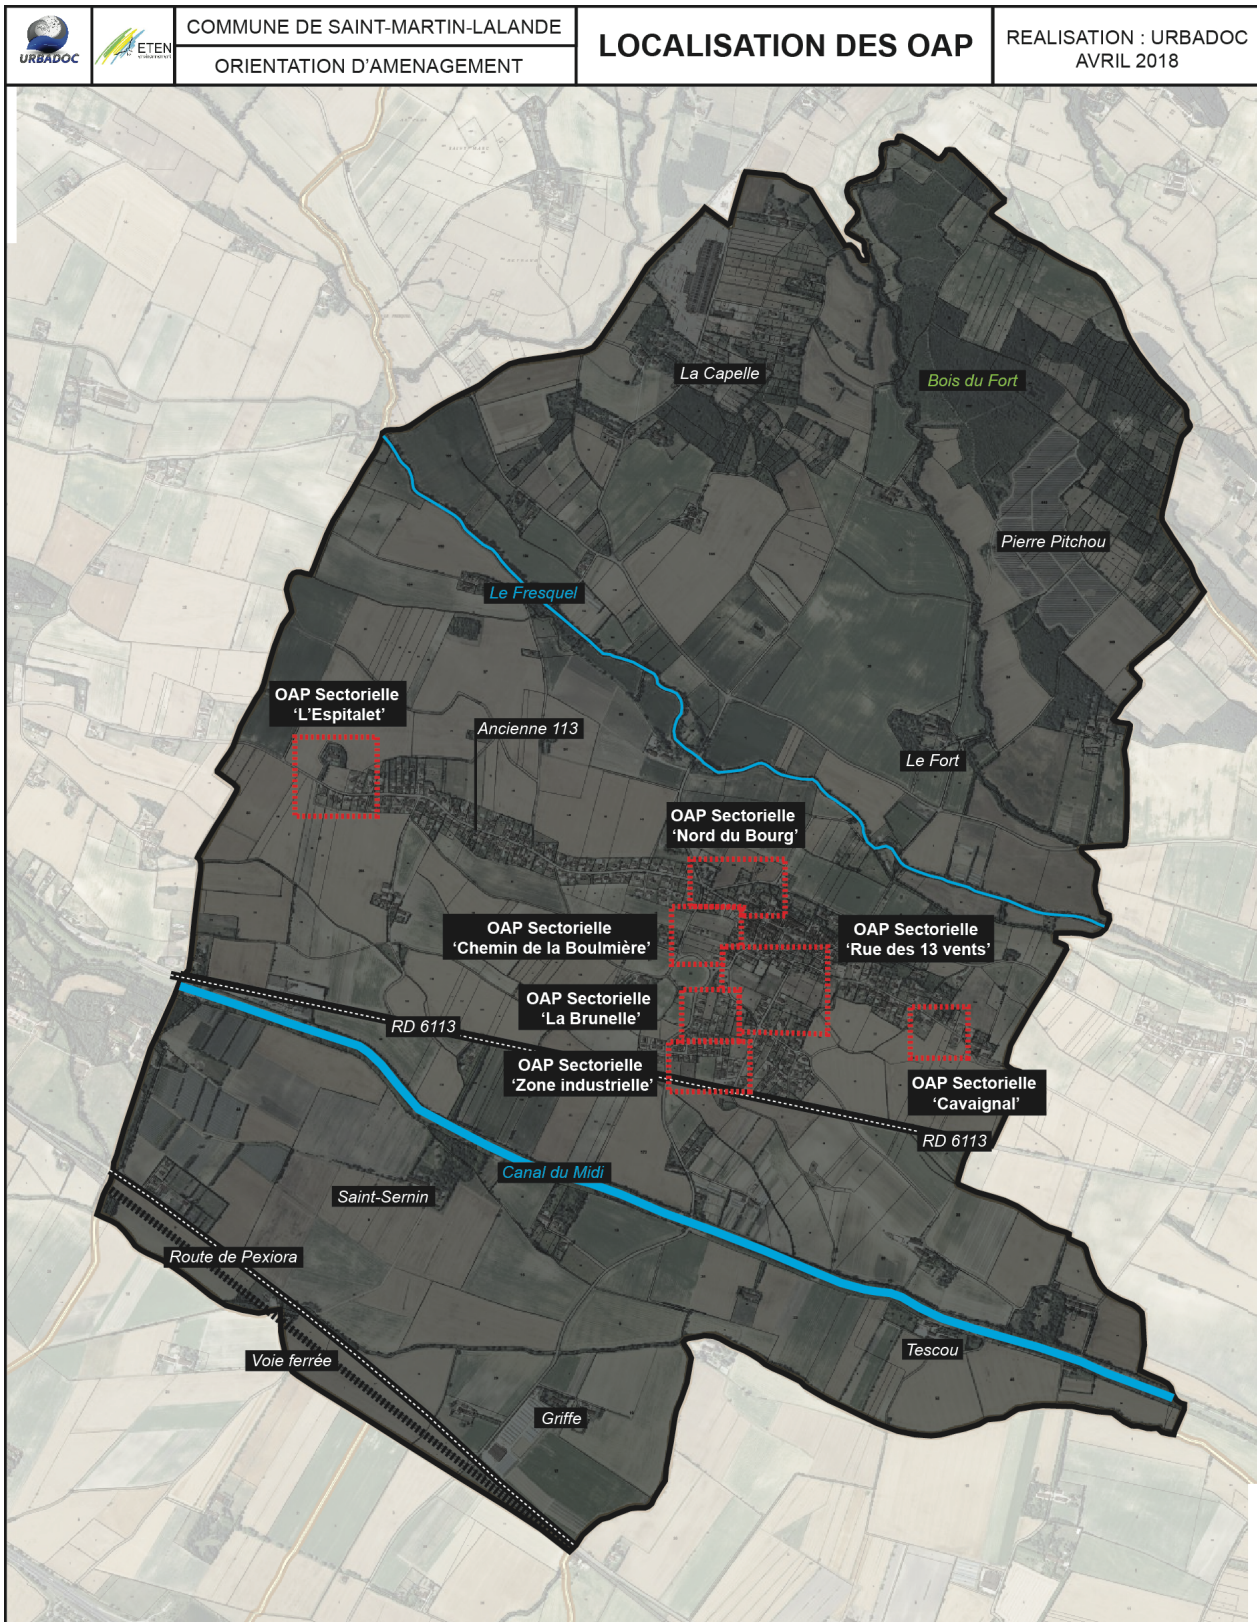 URBADOC
ETEN
COMMUNE DE SAINT-MARTIN-LALANDE
ORIENTATION D'AMENAGEMENT
LOCALISATION DES OAP
REALISATION : URBADOC
AVRIL 2018
La Capelle
Bois du Fort
Pierre Pitchou
Le Fresquel
OAP Sectorielle
'L'Espitalet'
Ancienne 113
Le Fort
OAP Sectorielle
'Nord du Bourg'
OAP Sectorielle
'Chemin de la Boulmière'
OAP Sectorielle
'Rue des 13 vents'
OAP Sectorielle
'La Brunelle'
RD 6113
OAP Sectorielle
'Zone industrielle'
OAP Sectorielle
'Cavaignal'
RD 6113
Canal du Midi
Saint-Sernin
Route de Pexiora
Voie ferrée
Tescou
Griffe